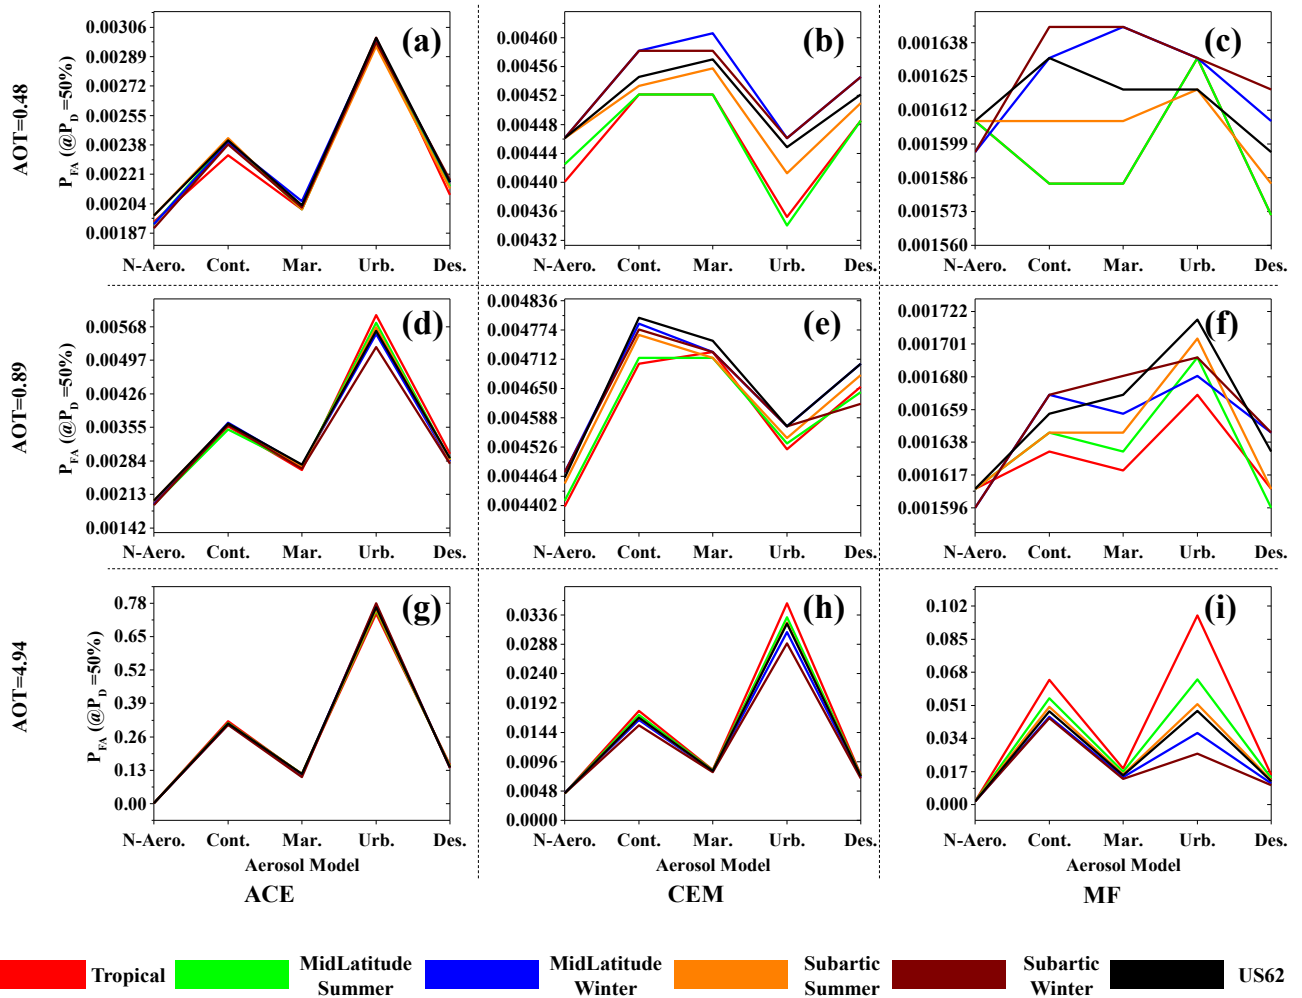 AOT=0.48
P_FA (@P_D=50%)
0.00306
0.00289
0.00272
0.00255
0.00238
0.00221
0.00204
0.00187
(a)
N-Aero. Cont. Mar. Urb. Des.
0.00460
0.00456
0.00452
0.00448
0.00444
0.00440
0.00436
0.00432
(b)
N-Aero. Cont. Mar. Urb. Des.
0.001638
0.001625
0.001612
0.001599
0.001586
0.001573
0.001560
(c)
N-Aero. Cont. Mar. Urb. Des.
AOT=0.89
P_FA (@P_D=50%)
0.00568
0.00497
0.00426
0.00355
0.00284
0.00213
0.00142
(d)
N-Aero. Cont. Mar. Urb. Des.
0.004836
0.004774
0.004712
0.004650
0.004588
0.004526
0.004464
0.004402
(e)
N-Aero. Cont. Mar. Urb. Des.
0.001722
0.001701
0.001680
0.001659
0.001638
0.001617
0.001596
(f)
N-Aero. Cont. Mar. Urb. Des.
AOT=4.94
P_FA (@P_D=50%)
0.78
0.65
0.52
0.39
0.26
0.13
0.00
(g)
N-Aero. Cont. Mar. Urb. Des.
Aerosol Model
ACE
0.0336
0.0288
0.0240
0.0192
0.0144
0.0096
0.0048
0.0000
(h)
N-Aero. Cont. Mar. Urb. Des.
Aerosol Model
CEM
0.102
0.085
0.068
0.051
0.034
0.017
0.000
(i)
N-Aero. Cont. Mar. Urb. Des.
Aerosol Model
MF
Tropical
MidLatitude
Summer
MidLatitude
Winter
Subartic
Summer
Subartic
Winter
US62